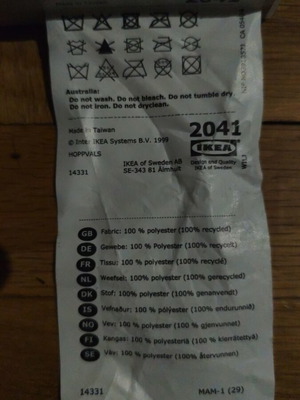 2041
Australia:
Do not wash. Do not bleach. Do not tumble dry.
Do not iron. Do not dryclean.
Made in Taiwan
© Inter IKEA Systems B.V. 1999
HOPPVALS
14331
IKEA of Sweden AB
SE-343 81 Älmhult
2041
IKEA
Design and Quality
IKEA of Sweden
GB Fabric: 100 % polyester (100% recycled)
DE Gewebe: 100 % polyester (100% recycelt)
FR Tissu: 100 % polyester (100% recyclé)
NL Weefsel: 100 % polyester (100% gerecycled)
DK Stof: 100 % polyester (100% genanvendt)
IS Vefnaður: 100 % pólýester (100% endurunnið)
NO Vev: 100 % polyester (100 % gjenvunnet)
FI Kangas: 100 % polyesteriä (100 % kierrätettyä)
SE Väv: 100 % polyester (100% återvunnen)
14331
MAM-1 (29)